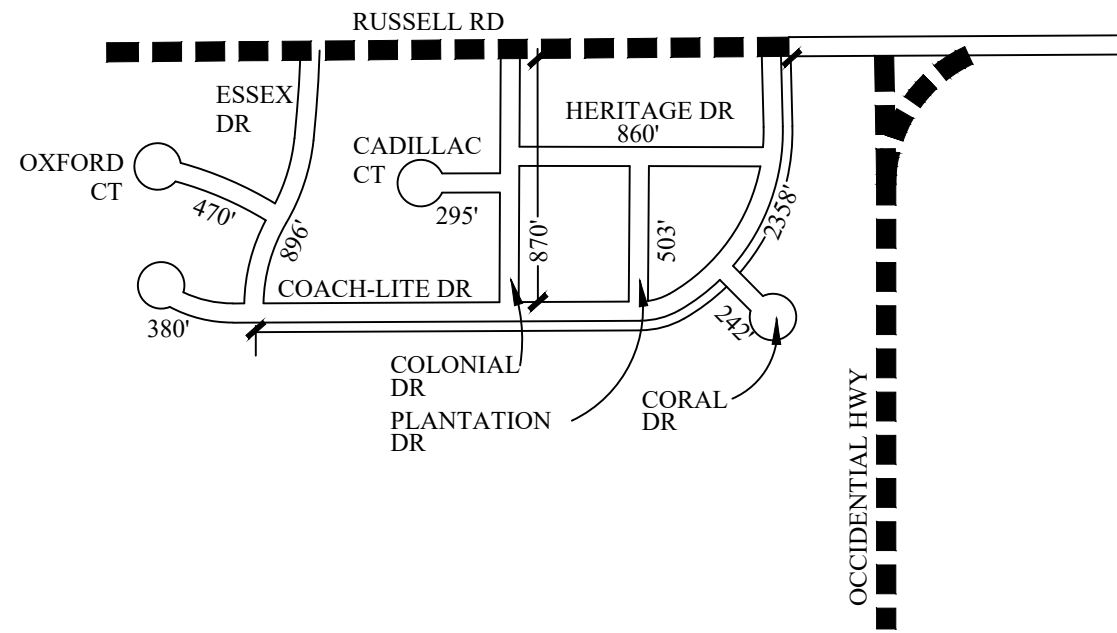 RUSSELL RD
ESSEX
DR
HERITAGE DR
860'
CADILLAC
CT
OXFORD
CT
470'
295'
896'
870'
503'
2358'
COACH-LITE DR
380'
242'
COLONIAL
DR
PLANTATION
DR
CORAL
DR
OCCIDENTIAL HWY